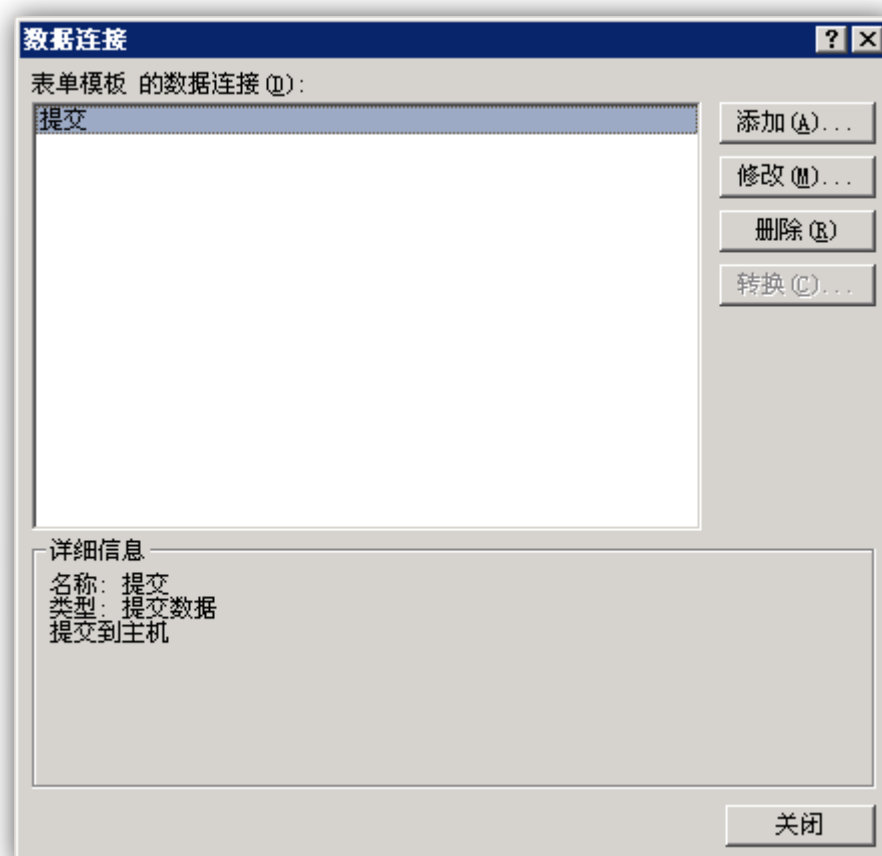 数据连接
表单模板 的数据连接(D):
提交
添加(A)...
修改(M)...
删除(R)
转换(C)...
详细信息
名称: 提交
类型: 提交数据
提交到主机
关闭